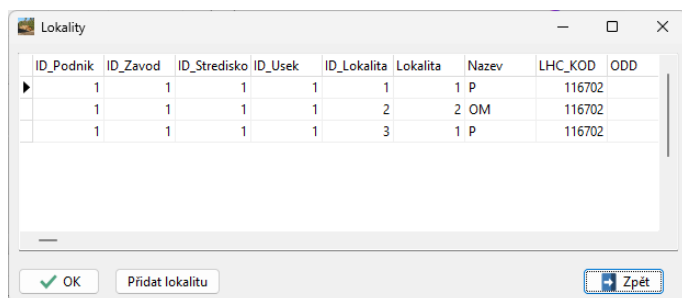 Lokality
ID_Podnik ID_Zavod ID_Stredisko ID_Usek ID_Lokalita Lokalita Nazev LHC_KOD ODD
1 1 1 1 1 1 P 116702
1 1 1 1 2 2 OM 116702
1 1 1 1 3 1 P 116702
OK Přidat lokalitu Zpět